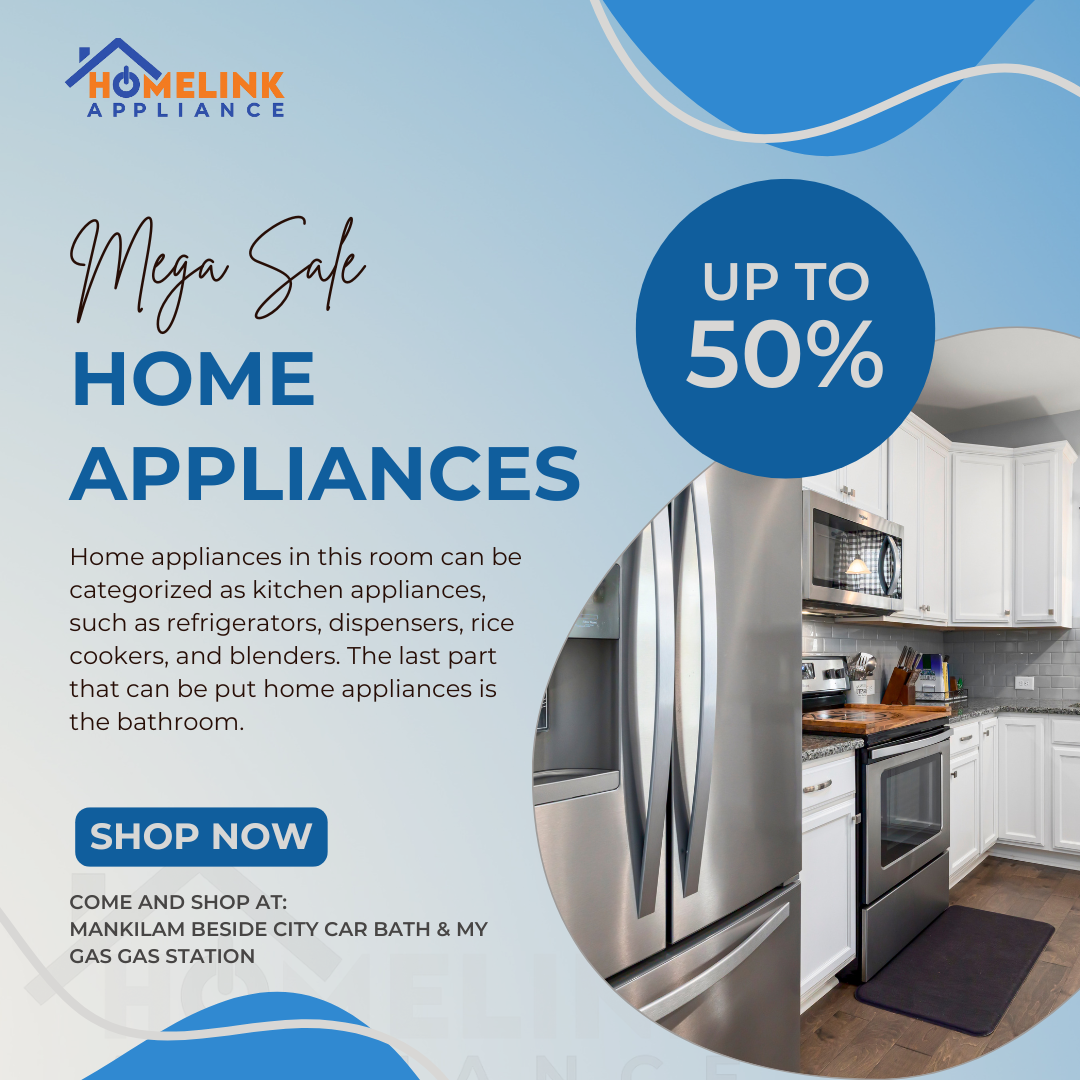 HOMELINK
APPLIANCE
Mega Sale
HOME
APPLIANCES
UP TO
50%
Home appliances in this room can be
categorized as kitchen appliances,
such as refrigerators, dispensers, rice
cookers, and blenders. The last part
that can be put home appliances is
the bathroom.
SHOP NOW
COME AND SHOP AT:
MANKILAM BESIDE CITY CAR BATH & MY
GAS GAS STATION